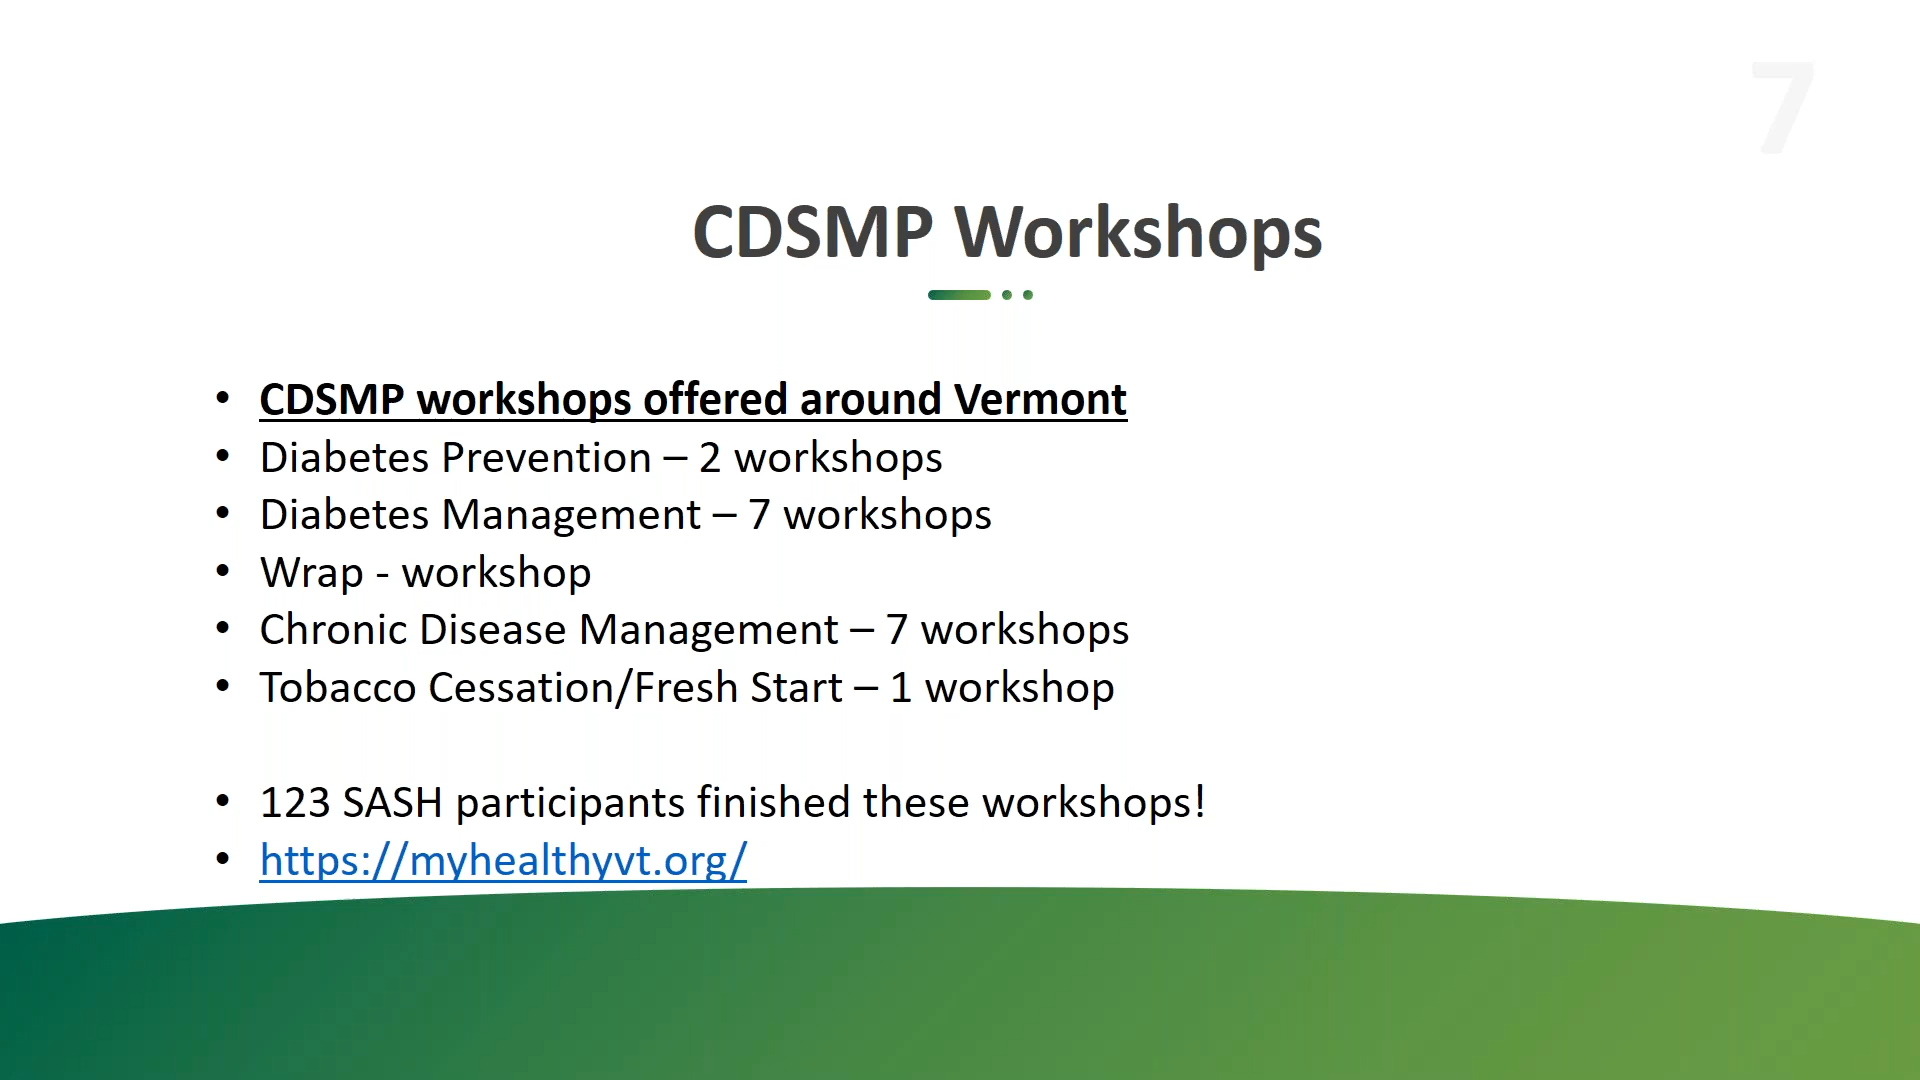 7
CDSMP Workshops
• CDSMP workshops offered around Vermont
• Diabetes Prevention – 2 workshops
• Diabetes Management – 7 workshops
• Wrap - workshop
• Chronic Disease Management – 7 workshops
• Tobacco Cessation/Fresh Start – 1 workshop
• 123 SASH participants finished these workshops!
• https://myhealthyvt.org/